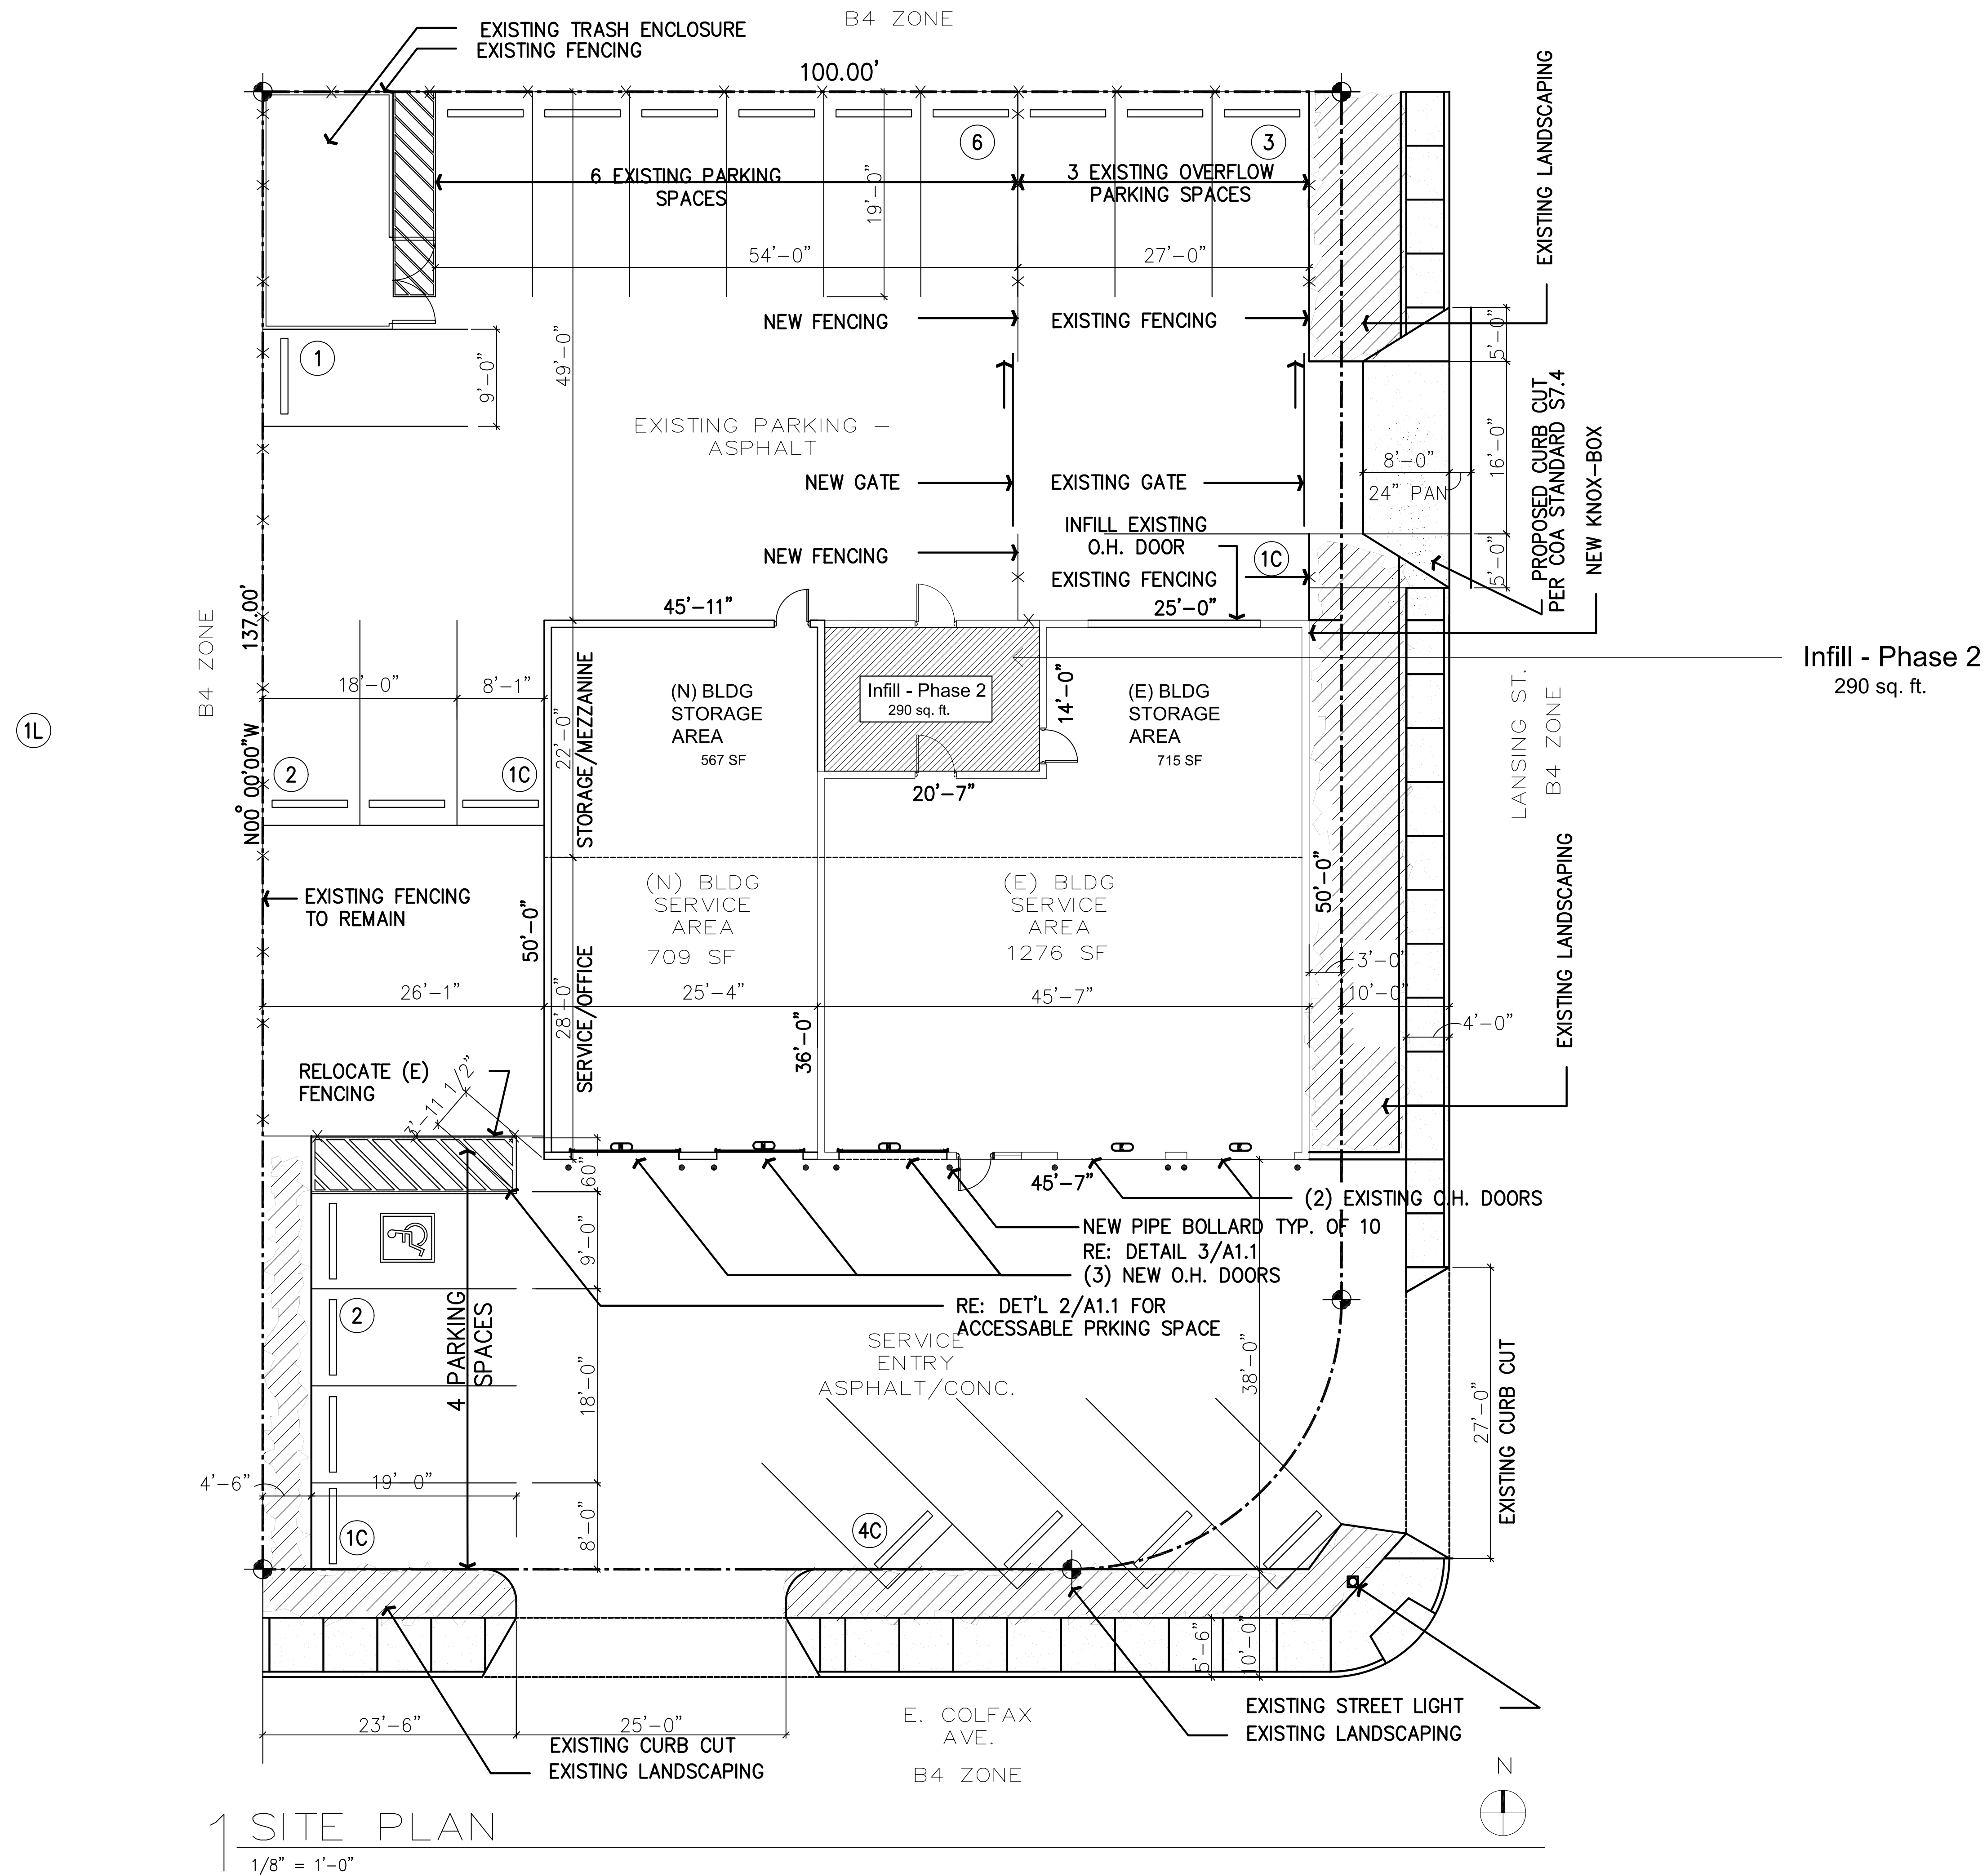 B4 ZONE
EXISTING TRASH ENCLOSURE
EXISTING FENCING
100.00'
EXISTING LANDSCAPING
6
3
6 EXISTING PARKING
SPACES
3 EXISTING OVERFLOW
PARKING SPACES
19'-0"
54'-0"
27'-0"
NEW FENCING
EXISTING FENCING
5'-0"
1
9'-0"
49'-0"
EXISTING PARKING –
ASPHALT
NEW GATE
EXISTING GATE
8'-0"
24" PAN
16'-0"
PROPOSED CURB CUT
PER COA STANDARD S7.4
NEW KNOX-BOX
INFILL EXISTING
O.H. DOOR
1C
NEW FENCING
EXISTING FENCING
5'-0"
45'-11"
25'-0"
B4 ZONE
137.00'
N00° 00'00"W
Infill - Phase 2
290 sq. ft.
18'-0"
8'-1"
22'-0"
STORAGE/MEZZANINE
(N) BLDG
STORAGE
AREA
567 SF
Infill - Phase 2
290 sq. ft.
14'-0"
(E) BLDG
STORAGE
AREA
715 SF
LANSING ST.
B4 ZONE
1L
2
1C
20'-7"
EXISTING FENCING
TO REMAIN
50'-0"
(N) BLDG
SERVICE
AREA
709 SF
(E) BLDG
SERVICE
AREA
1276 SF
50'-0"
EXISTING LANDSCAPING
3'-0"
26'-1"
25'-4"
45'-7"
10'-0"
4'-0"
28'-0"
SERVICE/OFFICE
36'-0"
RELOCATE (E)
FENCING
3'-11 1/2"
60"
45'-7"
(2) EXISTING O.H. DOORS
NEW PIPE BOLLARD TYP. OF 10
RE: DETAIL 3/A1.1
(3) NEW O.H. DOORS
9'-0"
RE: DET'L 2/A1.1 FOR
ACCESSABLE PRKING SPACE
2
4 PARKING
SPACES
SERVICE
ENTRY
ASPHALT/CONC.
38'-0"
18'-0"
27'-0"
EXISTING CURB CUT
4'-6"
19' 0"
1C
8'-0"
4C
5'-6"
10'-0"
23'-6"
25'-0"
EXISTING CURB CUT
EXISTING LANDSCAPING
E. COLFAX
AVE.
B4 ZONE
EXISTING STREET LIGHT
EXISTING LANDSCAPING
N
1 SITE PLAN
1/8" = 1'-0"